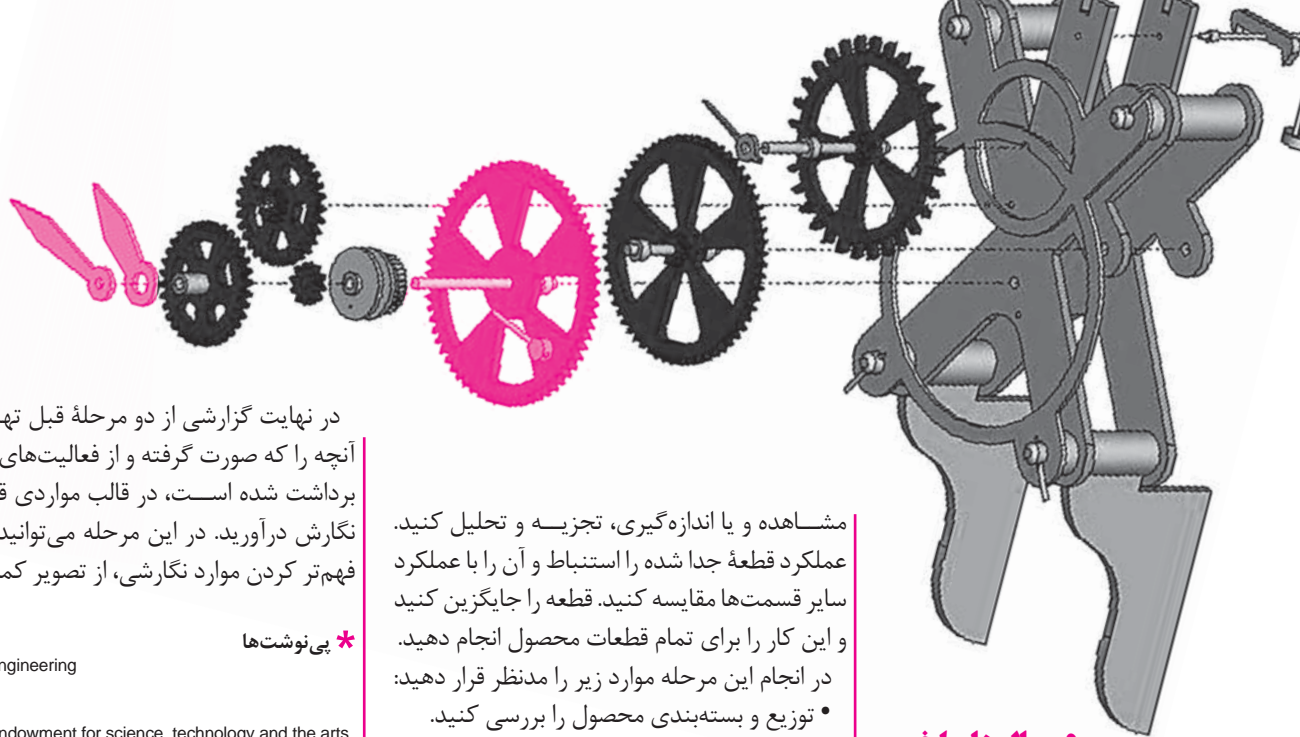 مشاهده و یا اندازه‌گیری، تجزیه و تحلیل کنید.
عملکرد قطعهٔ جدا شده را استنباط و آن را با عملکرد
سایر قسمت‌ها مقایسه کنید. قطعه را جایگزین کنید
و این کار را برای تمام قطعات محصول انجام دهید.
در انجام این مرحله موارد زیر را مدنظر قرار دهید:
• توزیع و بسته‌بندی محصول را بررسی کنید.
در نهایت گزارشی از دو مرحلهٔ قبل
آنچه را که صورت گرفته و از فعالیت‌های
برداشت شده است، در قالب مواردی
نگارش درآورید. در این مرحله می‌توانید
فهم‌تر کردن موارد نگارشی، از تصویر
* پی‌نوشت‌ها
ngineering
ndowment for science, technology and the arts